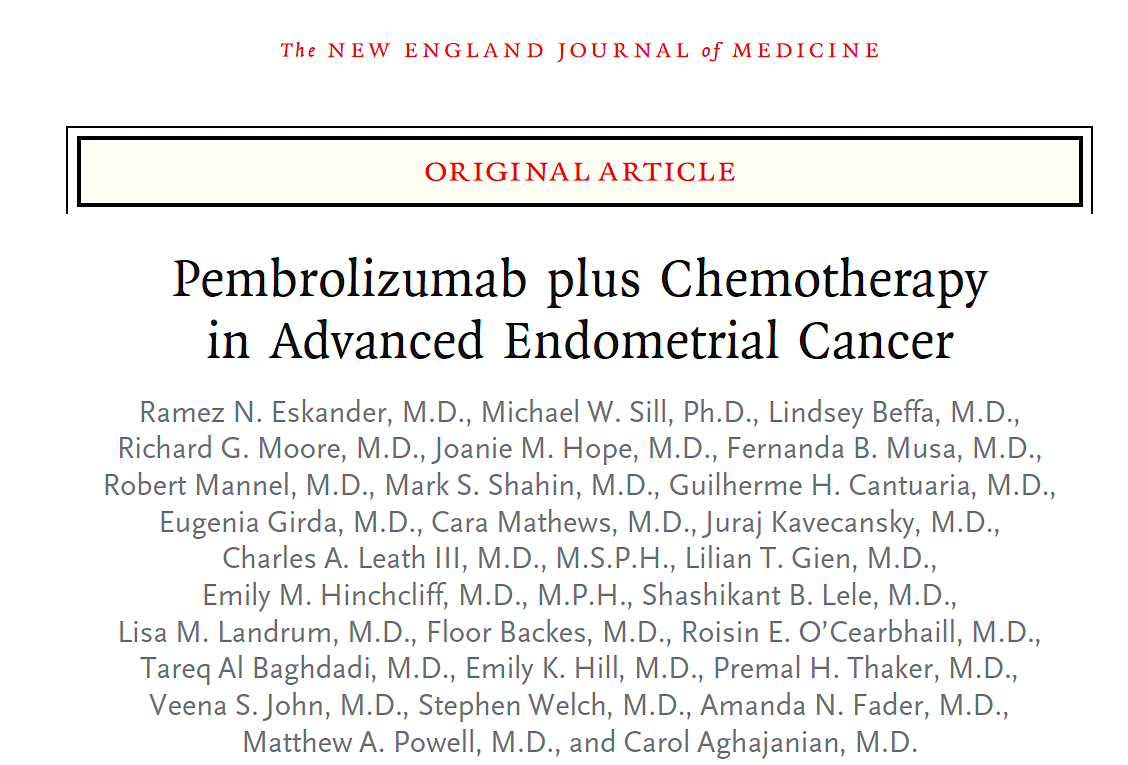 The NEW ENGLAND JOURNAL of MEDICINE
ORIGINAL ARTICLE
Pembrolizumab plus Chemotherapy
in Advanced Endometrial Cancer
Ramez N. Eskander, M.D., Michael W. Sill, Ph.D., Lindsey Beffa, M.D.,
Richard G. Moore, M.D., Joanie M. Hope, M.D., Fernanda B. Musa, M.D.,
Robert Mannel, M.D., Mark S. Shahin, M.D., Guilherme H. Cantuaria, M.D.,
Eugenia Girda, M.D., Cara Mathews, M.D., Juraj Kavecansky, M.D.,
Charles A. Leath III, M.D., M.S.P.H., Lilian T. Gien, M.D.,
Emily M. Hinchcliff, M.D., M.P.H., Shashikant B. Lele, M.D.,
Lisa M. Landrum, M.D., Floor Backes, M.D., Roisin E. O’Cearbhaill, M.D.,
Tareq Al Baghdadi, M.D., Emily K. Hill, M.D., Premal H. Thaker, M.D.,
Veena S. John, M.D., Stephen Welch, M.D., Amanda N. Fader, M.D.,
Matthew A. Powell, M.D., and Carol Aghajanian, M.D.